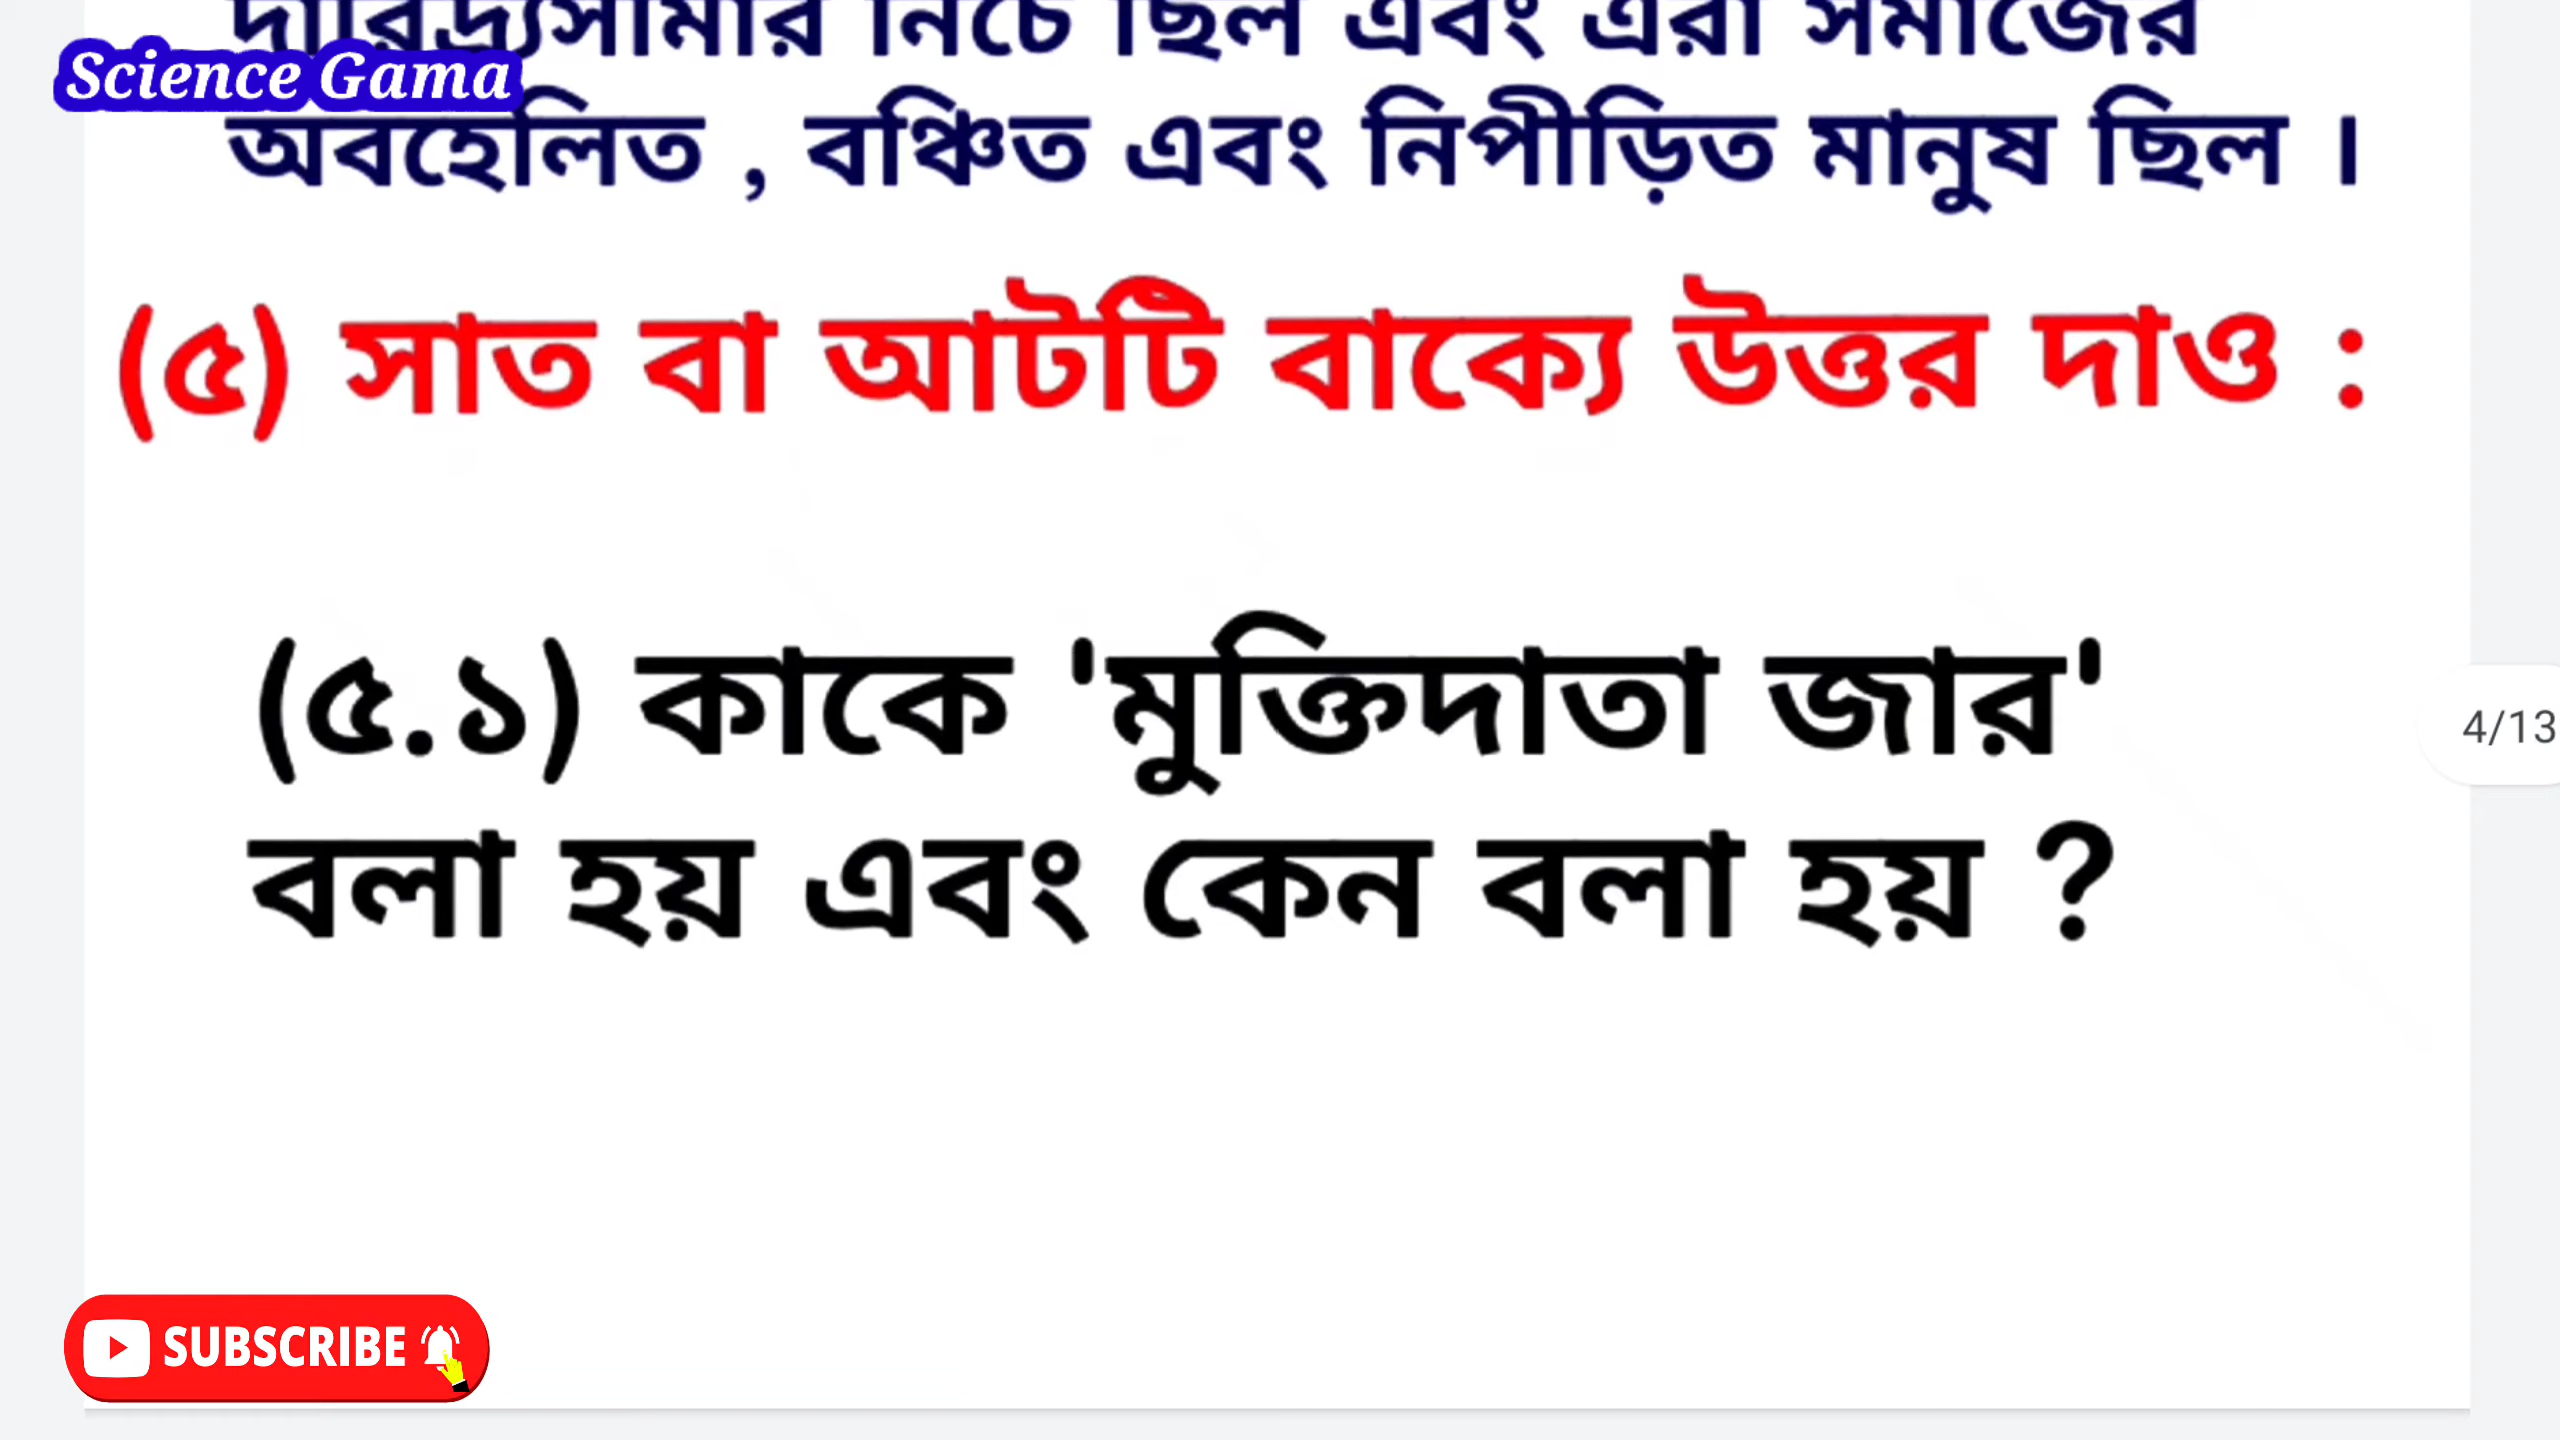 দারিদ্র্যসীমার নিচে ছিল এবং এরা সমাজের
Science Gama
অবহেলিত , বঞ্চিত এবং নিপীড়িত মানুষ ছিল ।
(৫) সাত বা আটটি বাক্যে উত্তর দাও :
(৫.১) কাকে 'মুক্তিদাতা জার'
4/13
বলা হয় এবং কেন বলা হয় ?
SUBSCRIBE